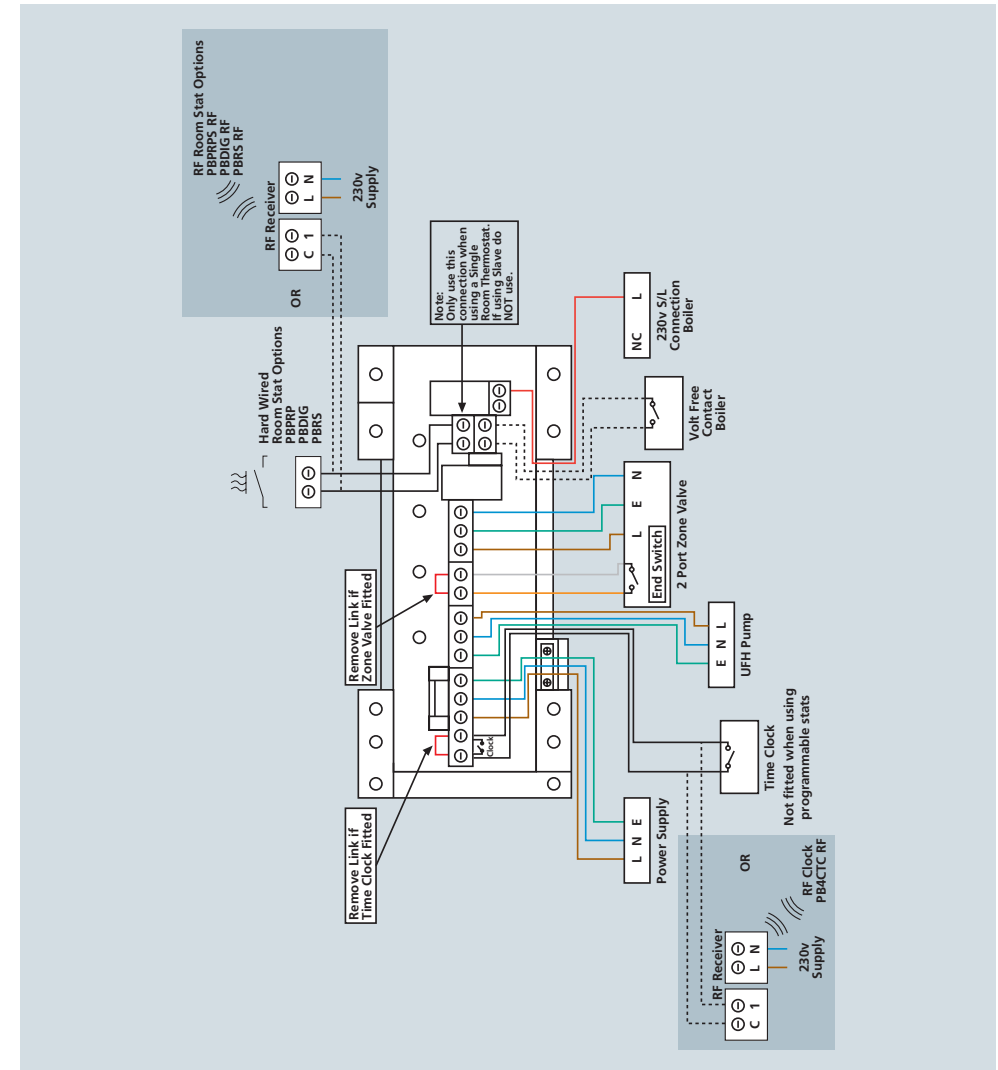 RF Room Stat Options
PBPRPS RF
PBDIG RF
PBRS RF
RF Receiver
C 1
L N
230v
Supply
OR
Hard Wired
Room Stat Options
PBPRP
PBDIG
PBRS
Note:
Only use this
connection when
using a Single
Room Thermostat.
If using Slave do
NOT use.
NC L
230v S/L
Connection
Boiler
Volt Free
Contact
Boiler
L E N
End Switch
2 Port Zone Valve
Remove Link if
Zone Valve Fitted
E N L
UFH Pump
Clock
Remove Link if
Time Clock Fitted
Time Clock
Not fitted when using
programmable stats
L N E
Power Supply
OR
RF Clock
PB4CTC RF
RF Receiver
C 1
L N
230v
Supply